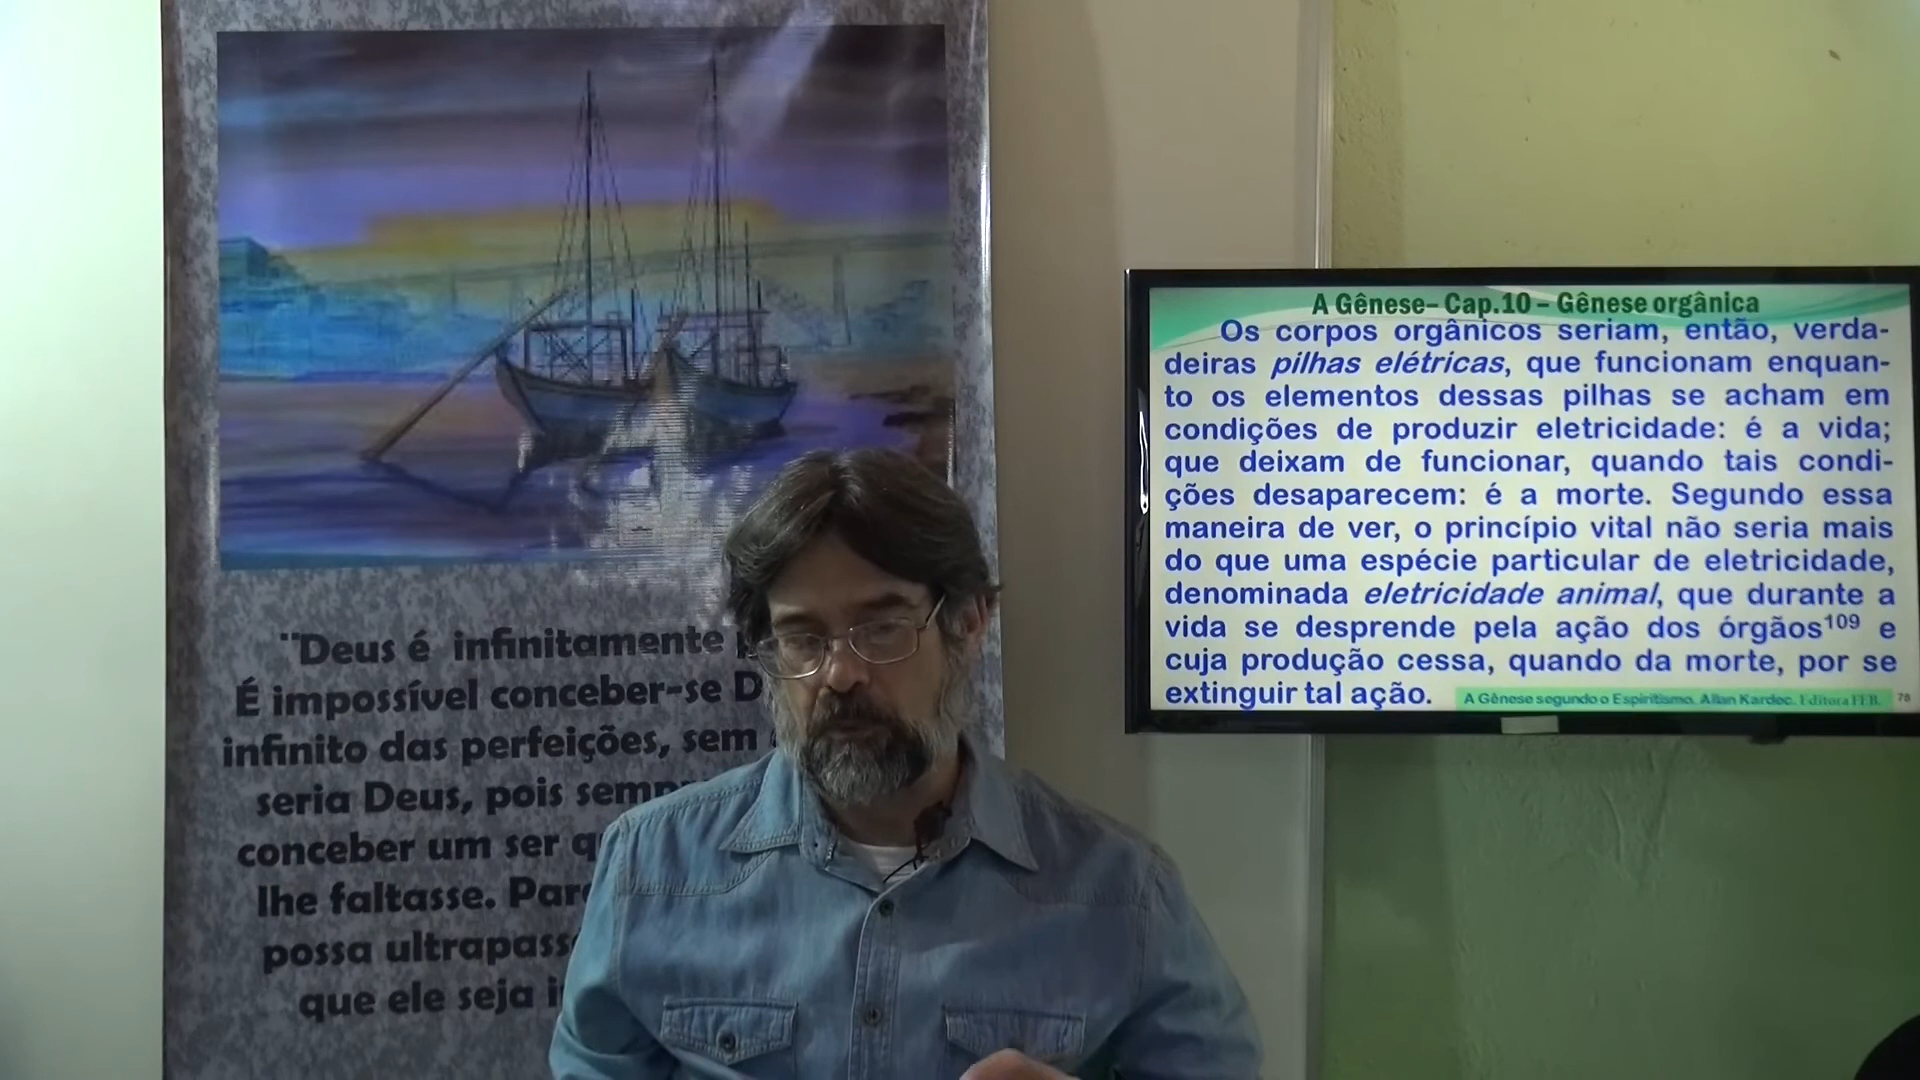 ¨Deus é infinitamente
É impossível conceber-se
infinito das perfeições, sem
seria Deus, pois
conceber um ser
lhe faltasse.
possa
que ele seja
A Gênese– Cap.10 – Gênese orgânica
Os corpos orgânicos seriam, então, verda-
deiras pilhas elétricas, que funcionam enquan-
to os elementos dessas pilhas se acham em
condições de produzir eletricidade: é a vida;
que deixam de funcionar, quando tais condi-
ções desaparecem: é a morte. Segundo essa
maneira de ver, o princípio vital não seria mais
do que uma espécie particular de eletricidade,
denominada eletricidade animal, que durante a
vida se desprende pela ação dos órgãos¹⁰⁹ e
cuja produção cessa, quando da morte, por se
extinguir tal ação.
A Gênese segundo o Espiritismo. Allan Kardec. Editora FEB.